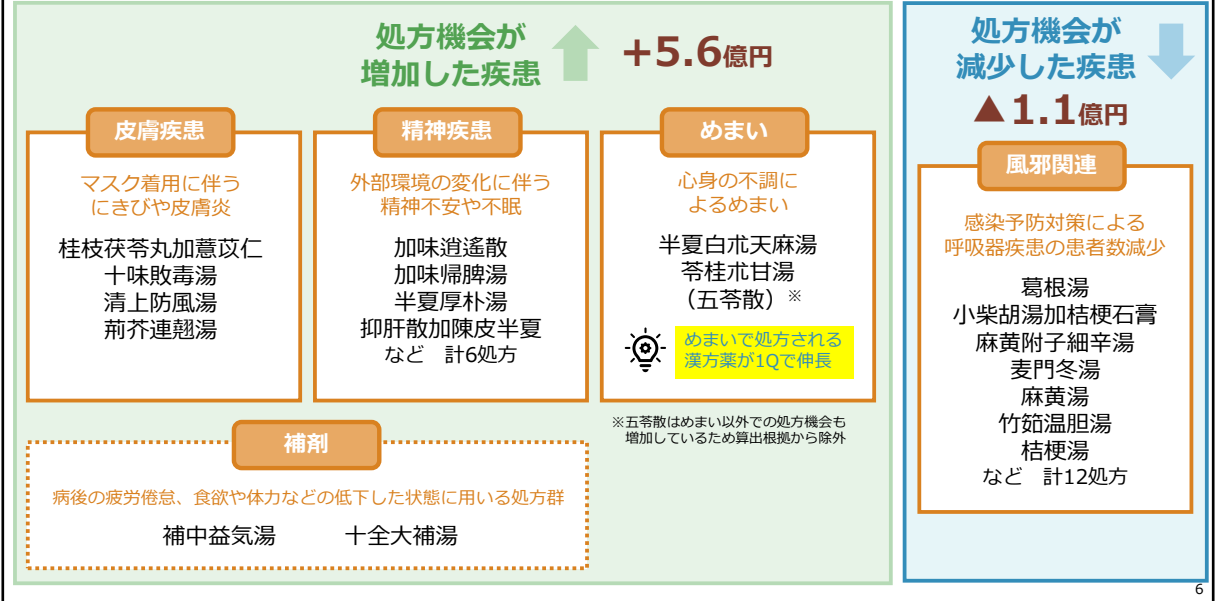 処方機会が
増加した疾患
+5.6億円
皮膚疾患
マスク着用に伴う
にきびや皮膚炎
桂枝茯苓丸加薏苡仁
十味敗毒湯
清上防風湯
荊芥連翹湯
精神疾患
外部環境の変化に伴う
精神不安や不眠
加味逍遙散
加味帰脾湯
半夏厚朴湯
抑肝散加陳皮半夏
など 計6処方
めまい
心身の不調に
よるめまい
半夏白朮天麻湯
苓桂朮甘湯
（五苓散）※
めまいで処方される
漢方薬が1Qで伸長
※五苓散はめまい以外での処方機会も
増加しているため算出根拠から除外
補剤
病後の疲労倦怠、食欲や体力などの低下した状態に用いる処方群
補中益気湯 十全大補湯
処方機会が
減少した疾患
▲1.1億円
風邪関連
感染予防対策による
呼吸器疾患の患者数減少
葛根湯
小柴胡湯加桔梗石膏
麻黄附子細辛湯
麦門冬湯
麻黄湯
竹筎温胆湯
桔梗湯
など 計12処方
6